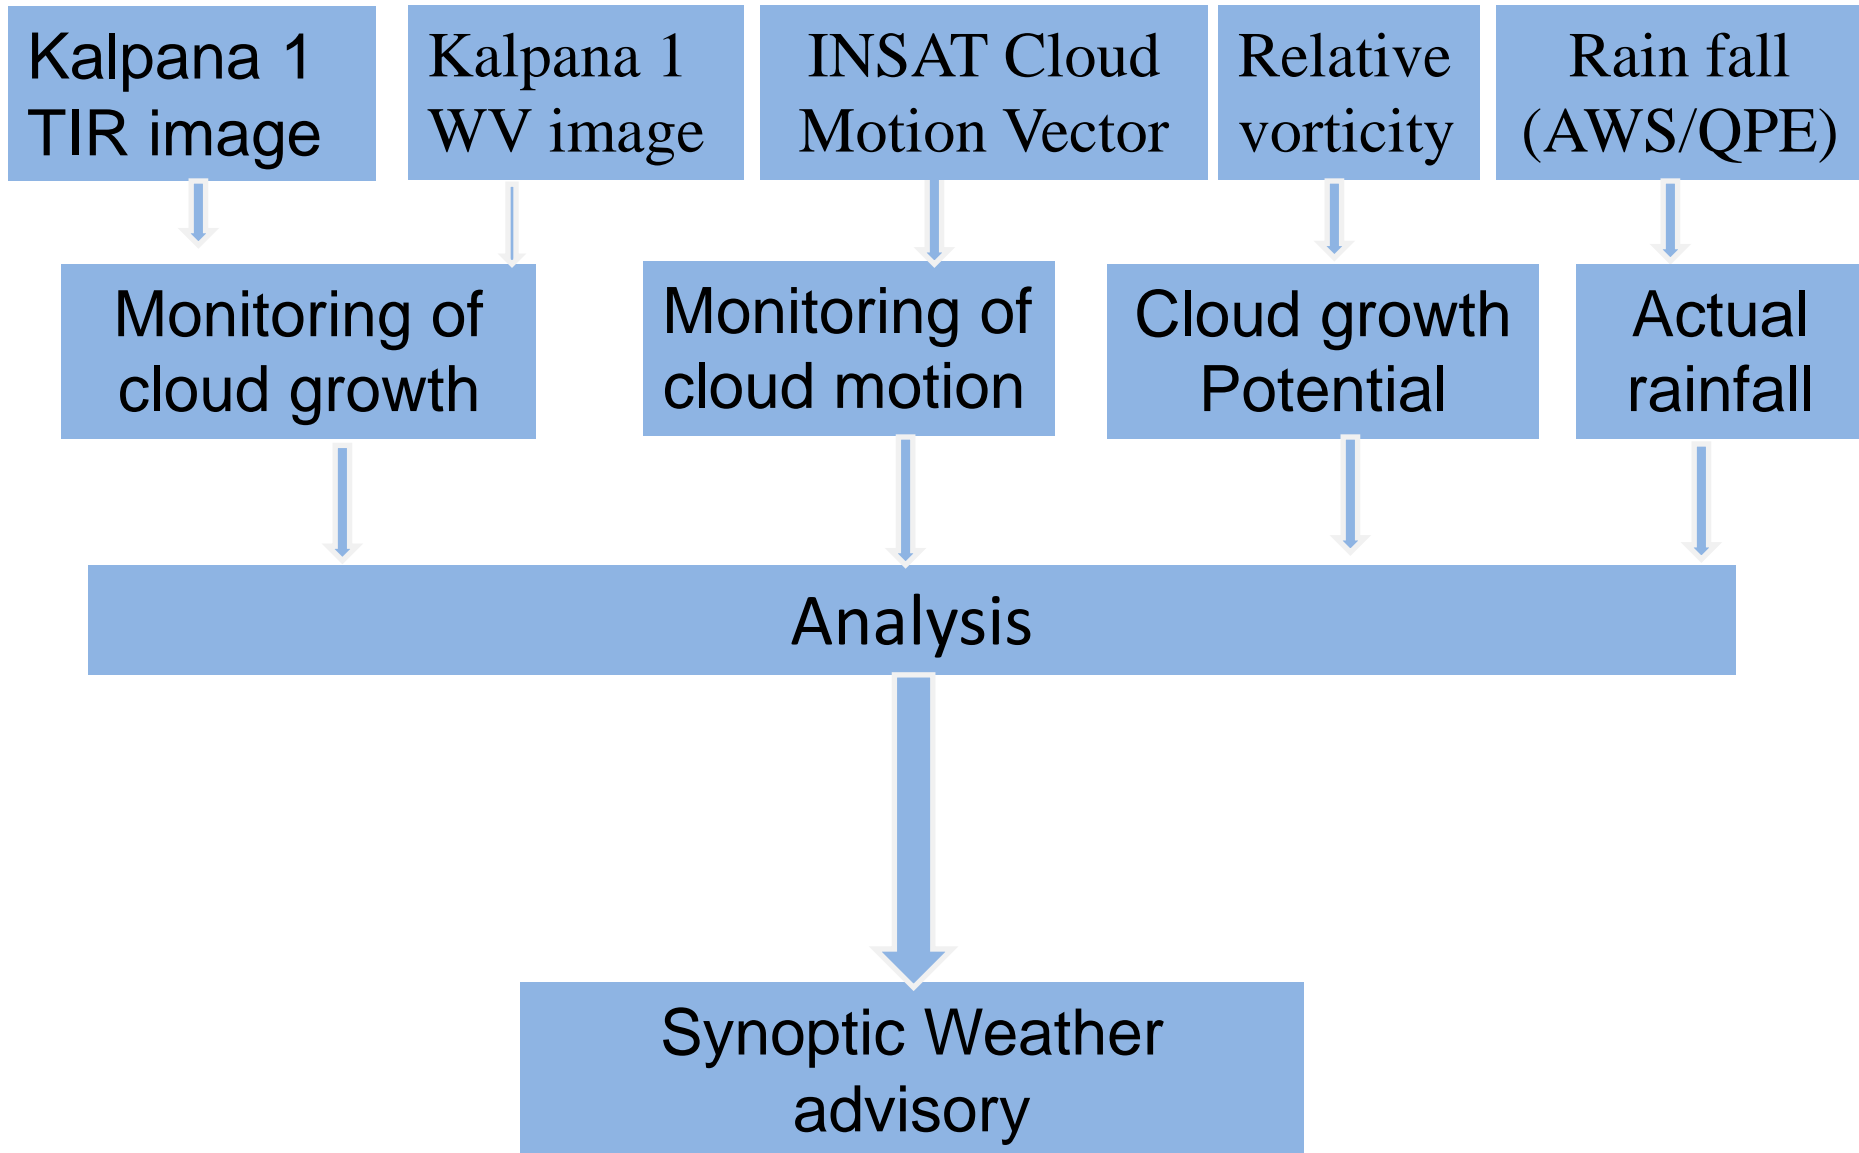 Kalpana 1
TIR image
Kalpana 1
WV image
INSAT Cloud
Motion Vector
Relative
vorticity
Rain fall
(AWS/QPE)
Monitoring of
cloud growth
Monitoring of
cloud motion
Cloud growth
Potential
Actual
rainfall
Analysis
Synoptic Weather
advisory